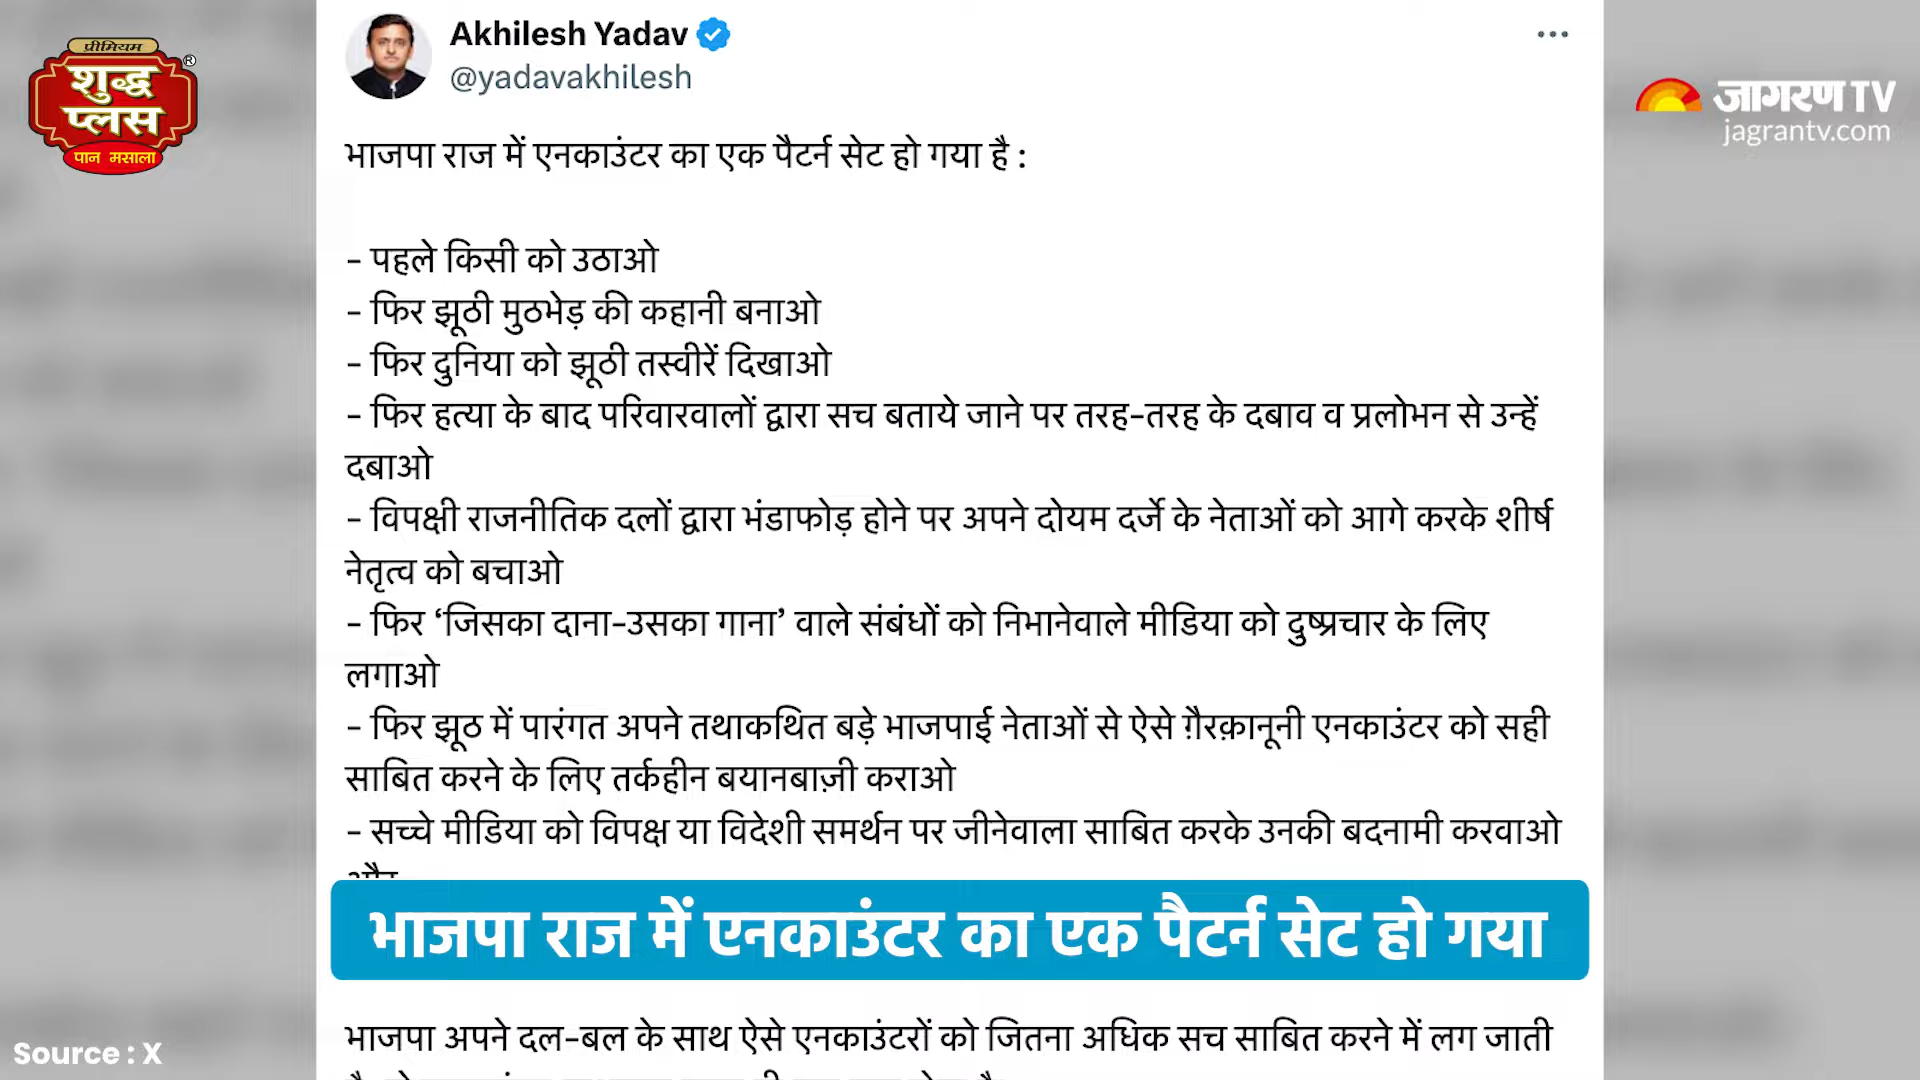 प्रीमियम
शुद्ध
प्लस
®
पान मसाला
Akhilesh Yadav
@yadavakhilesh
जागरण TV
jagrantv.com
भाजपा राज में एनकाउंटर का एक पैटर्न सेट हो गया है :
- पहले किसी को उठाओ
- फिर झूठी मुठभेड़ की कहानी बनाओ
- फिर दुनिया को झूठी तस्वीरें दिखाओ
- फिर हत्या के बाद परिवारवालों द्वारा सच बताये जाने पर तरह-तरह के दबाव व प्रलोभन से उन्हें
दबाओ
- विपक्षी राजनीतिक दलों द्वारा भंडाफोड़ होने पर अपने दोयम दर्जे के नेताओं को आगे करके शीर्ष
नेतृत्व को बचाओ
- फिर ‘जिसका दाना-उसका गाना’ वाले संबंधों को निभानेवाले मीडिया को दुष्प्रचार के लिए
लगाओ
- फिर झूठ में पारंगत अपने तथाकथित बड़े भाजपाई नेताओं से ऐसे ग़ैरक़ानूनी एनकाउंटर को सही
साबित करने के लिए तर्कहीन बयानबाज़ी कराओ
- सच्चे मीडिया को विपक्ष या विदेशी समर्थन पर जीनेवाला साबित करके उनकी बदनामी करवाओ
भाजपा राज में एनकाउंटर का एक पैटर्न सेट हो गया
भाजपा अपने दल-बल के साथ ऐसे एनकाउंटरों को जितना अधिक सच साबित करने में लग जाती
Source : X